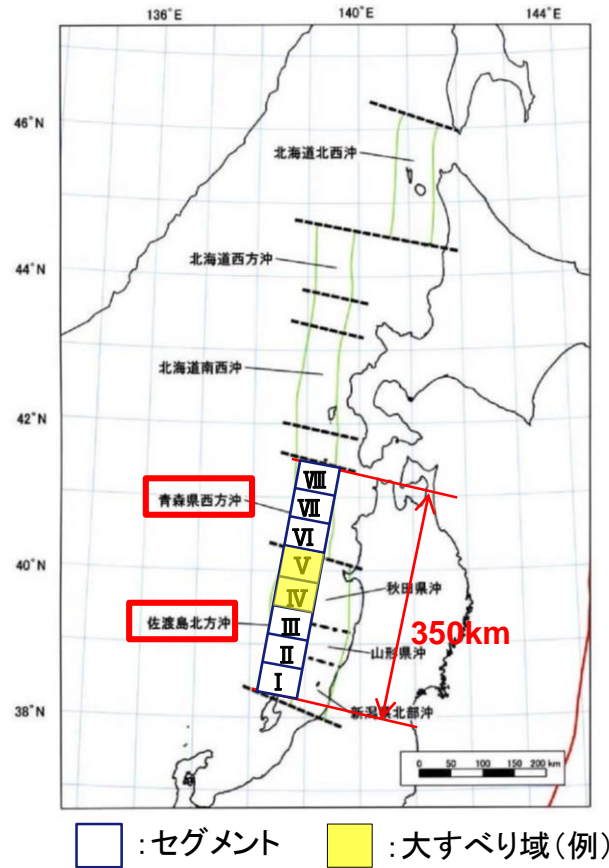 136°E 140°E 144°E
46°N
北海道北西沖
北海道西方沖
44°N
北海道南西沖
42°N
Ⅷ
青森県西方沖
Ⅶ
Ⅵ
40°N
Ⅴ
秋田県沖
Ⅳ
佐渡島北方沖
Ⅲ
350km
Ⅱ
山形県沖
Ⅰ
新潟県北部沖
38°N
0 50 100 150 200 km
:セグメント
:大すべり域(例)